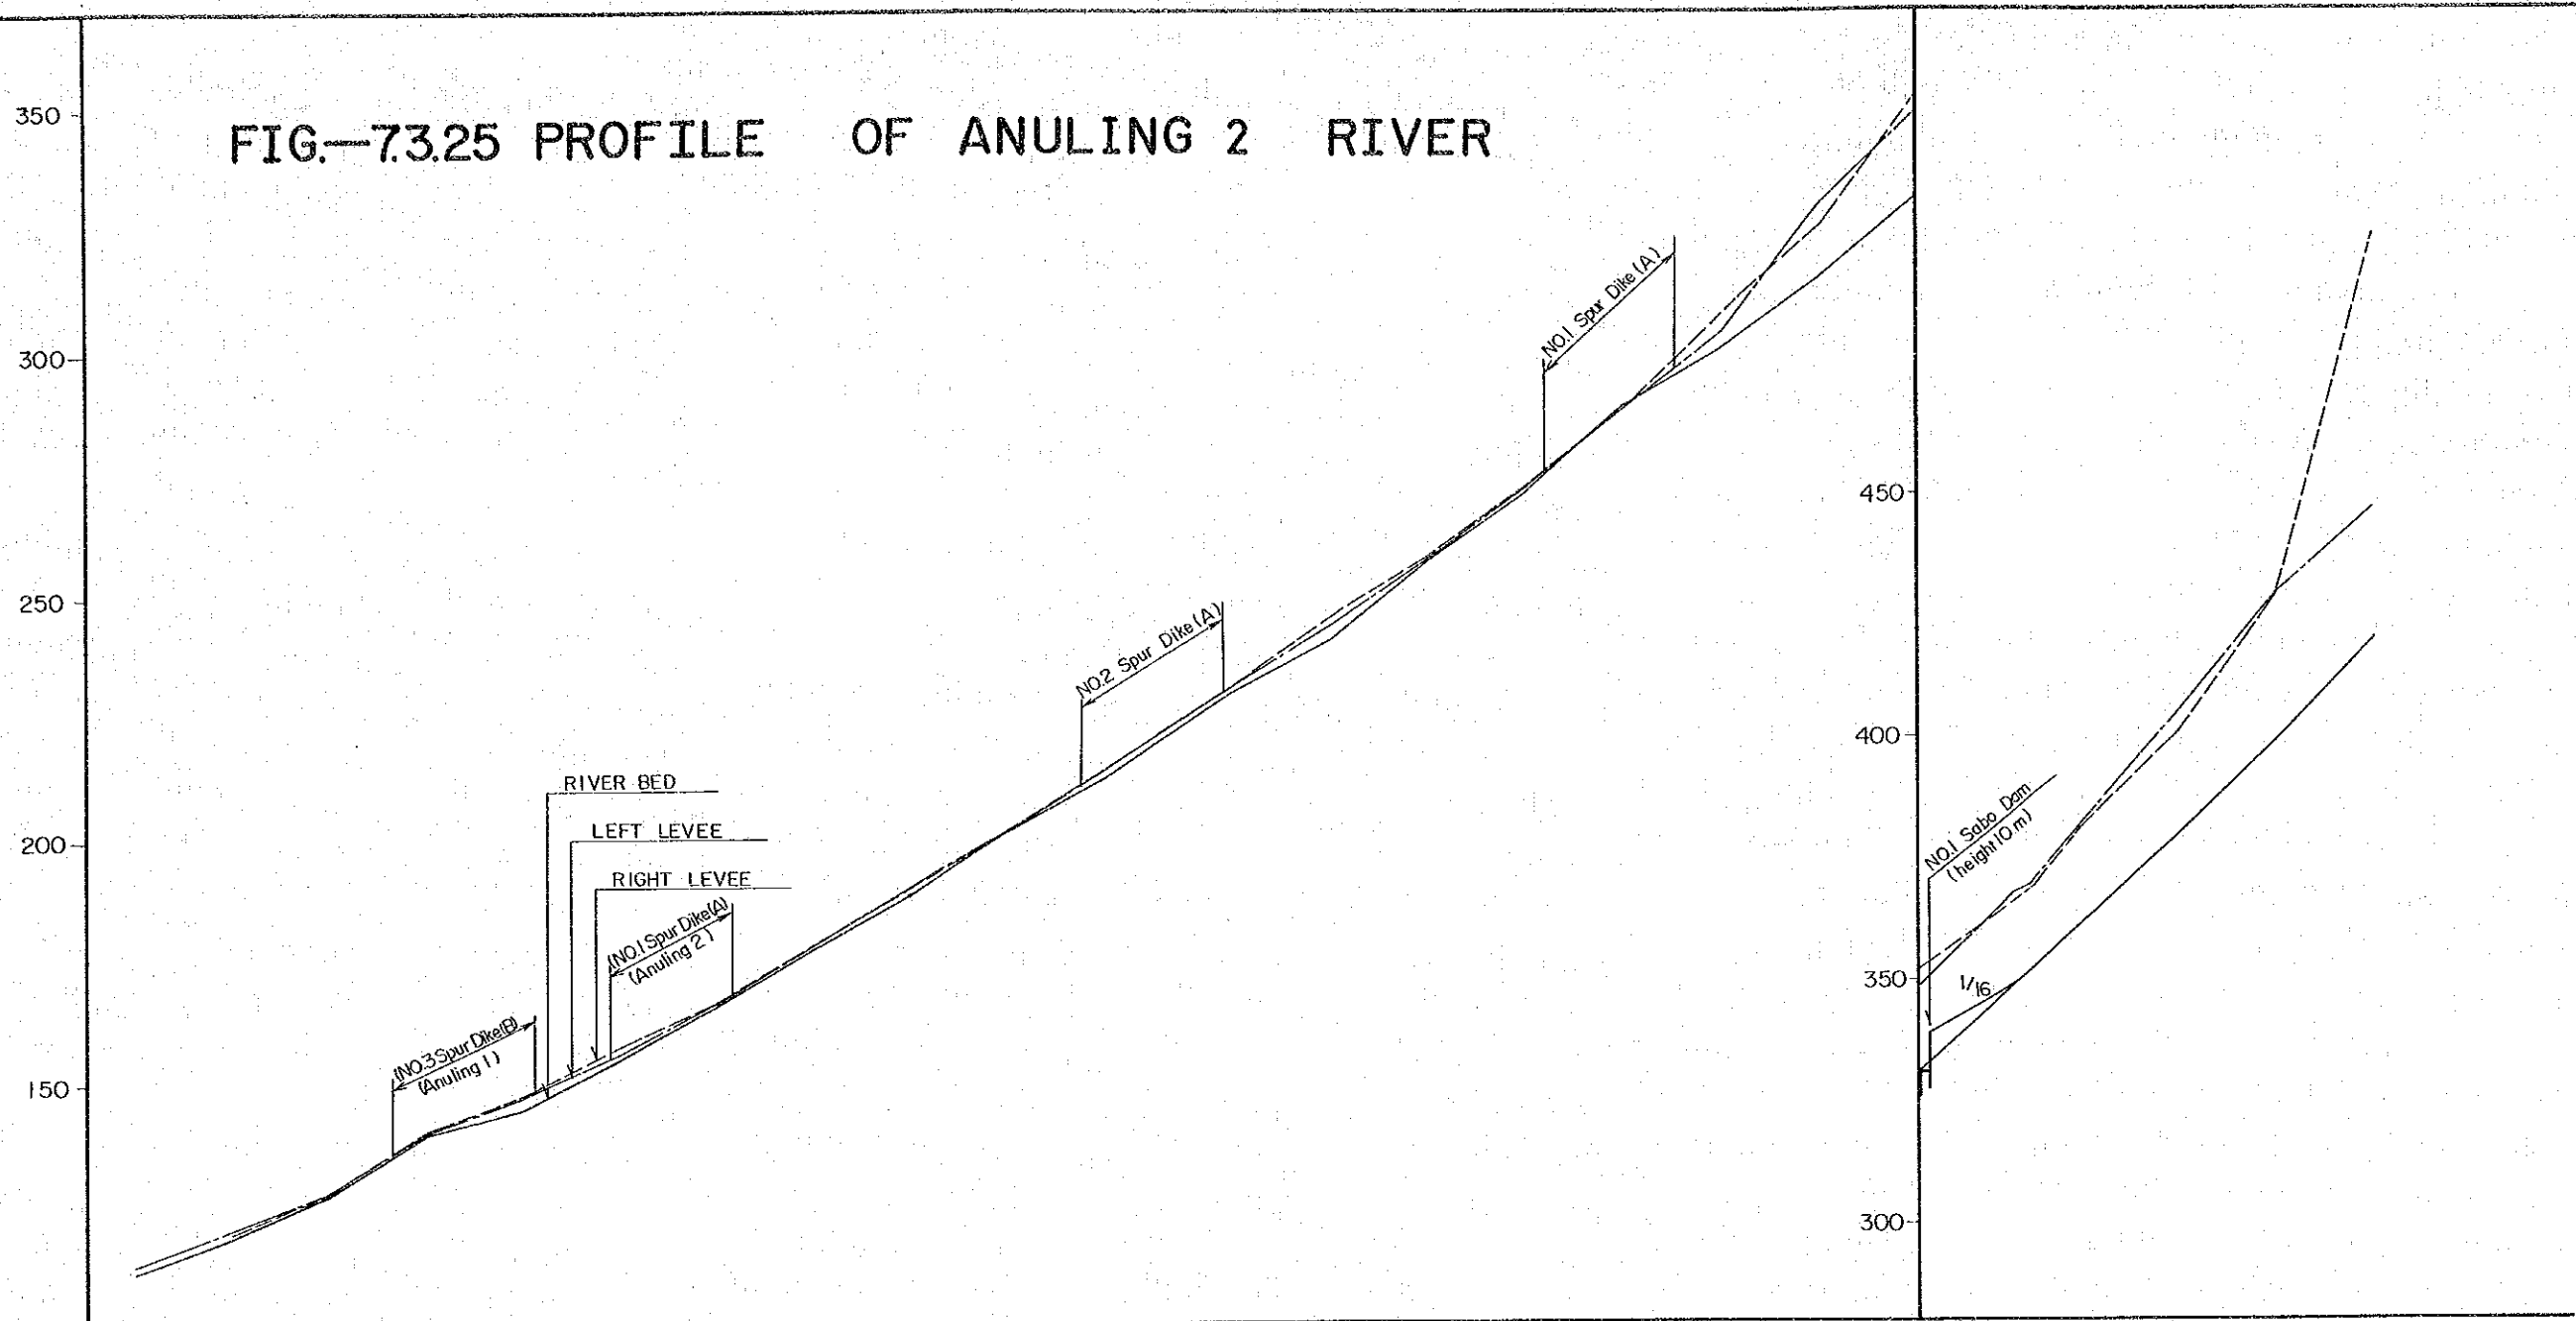 FIG.—7.3.25 PROFILE OF ANULING 2 RIVER
350
300
250
200
150
(NO.3 Spur Dike(B)
(Anuling 1)
RIVER BED
LEFT LEVEE
RIGHT LEVEE
(NO.1 Spur Dike(A)
(Anuling 2)
NO.2 Spur Dike (A)
NO.1 Spur Dike (A)
450
400
350
300
NO.1 Sabo Dam
(height 10 m)
1/16